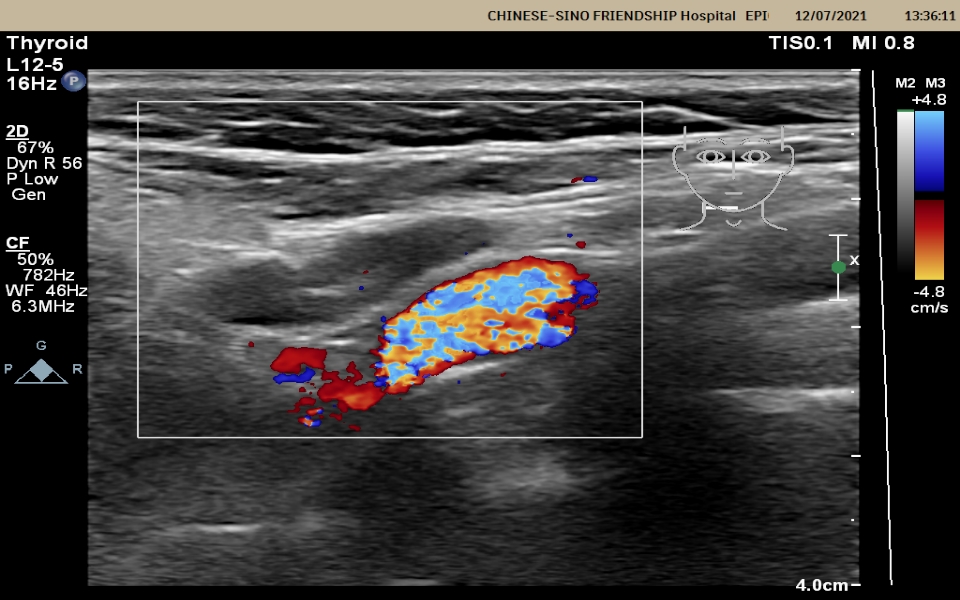 CHINESE-SINO FRIENDSHIP Hospital EPI 12/07/2021 13:36:11
Thyroid
TIS0.1 MI 0.8
L12-5
16Hz
P
2D
67%
Dyn R 56
P Low
Gen
CF
50%
782Hz
WF 46Hz
6.3MHz
G
P R
M2 M3
+4.8
x
-4.8
cm/s
4.0cm